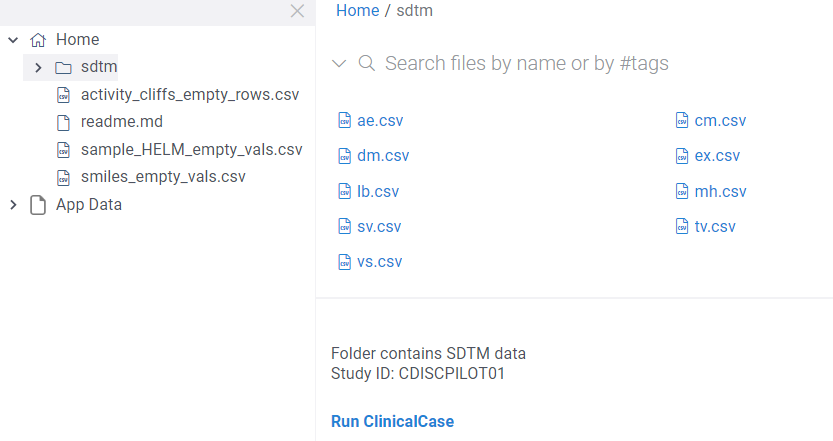 Home
sdtm
activity_cliffs_empty_rows.csv
readme.md
sample_HELM_empty_vals.csv
smiles_empty_vals.csv
App Data
Home / sdtm
Search files by name or by #tags
ae.csv cm.csv
dm.csv ex.csv
lb.csv mh.csv
sv.csv tv.csv
vs.csv
Folder contains SDTM data
Study ID: CDISCPILOT01
Run ClinicalCase